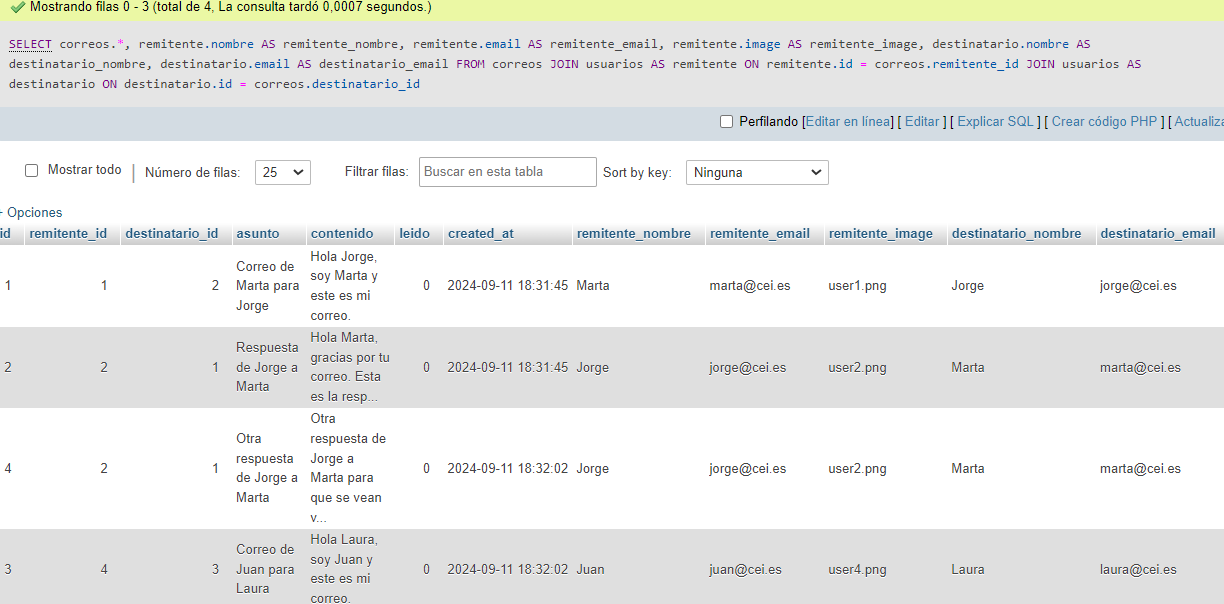 Mostrando filas 0 - 3 (total de 4, La consulta tardó 0,0007 segundos.)
SELECT correos.*, remitente.nombre AS remitente_nombre, remitente.email AS remitente_email, remitente.image AS remitente_image, destinatario.nombre AS
destinatario_nombre, destinatario.email AS destinatario_email FROM correos JOIN usuarios AS remitente ON remitente.id = correos.remitente_id JOIN usuarios AS
destinatario ON destinatario.id = correos.destinatario_id
Perfilando [Editar en línea] [ Editar ] [ Explicar SQL ] [ Crear código PHP ] [ Actualiza
Mostrar todo | Número de filas: 25 Filtrar filas: Buscar en esta tabla Sort by key: Ninguna
+ Opciones
id remitente_id destinatario_id asunto contenido leido created_at remitente_nombre remitente_email remitente_image destinatario_nombre destinatario_email
1 1 2 Correo de
Marta para
Jorge
Hola Jorge,
soy Marta y
este es mi
correo.
0 2024-09-11 18:31:45 Marta marta@cei.es user1.png Jorge jorge@cei.es
2 2 1 Respuesta
de Jorge a
Marta
Hola Marta,
gracias por tu
correo. Esta
es la resp...
0 2024-09-11 18:31:45 Jorge jorge@cei.es user2.png Marta marta@cei.es
4 2 1 Otra
respuesta
de Jorge a
Marta
Otra
respuesta de
Jorge a
Marta para
que se vean
v...
0 2024-09-11 18:32:02 Jorge jorge@cei.es user2.png Marta marta@cei.es
3 4 3 Correo de
Juan para
Laura
Hola Laura,
soy Juan y
este es mi
correo.
0 2024-09-11 18:32:02 Juan juan@cei.es user4.png Laura laura@cei.es